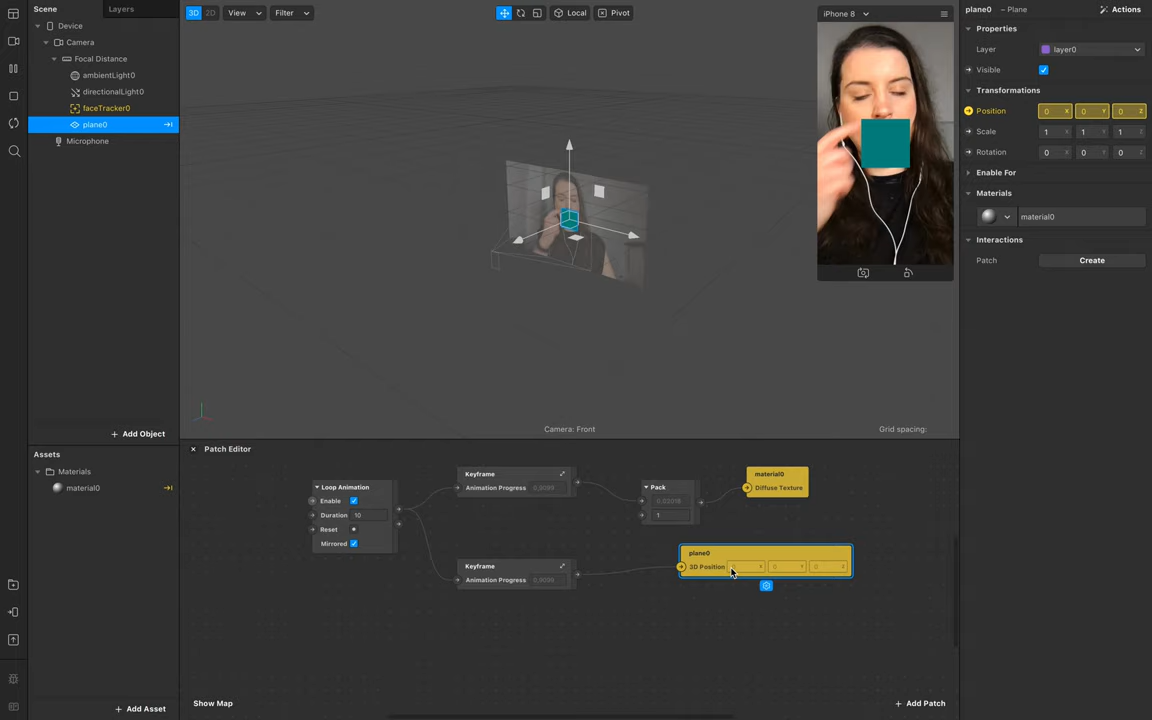 Scene
Layers
Device
Camera
Focal Distance
ambientLight0
directionalLight0
faceTracker0
plane0
Microphone
+ Add Object
Assets
Materials
material0
+ Add Asset
3D
2D
View
Filter
Local
Pivot
iPhone 8
Camera: Front
Grid spacing:
Patch Editor
Loop Animation
Enable
Duration 10
Reset
Mirrored
Keyframe
Animation Progress
Keyframe
Animation Progress
Pack
0,03018
1
material0
Diffuse Texture
plane0
3D Position 0 X 0 Y 0 Z
Show Map
+ Add Patch
plane0 – Plane
Actions
Properties
Layer layer0
Visible
Transformations
Position 0 X 0 Y 0 Z
Scale 1 X 1 Y 1 Z
Rotation 0 X 0 Y 0 Z
Enable For
Materials
material0
Interactions
Patch Create